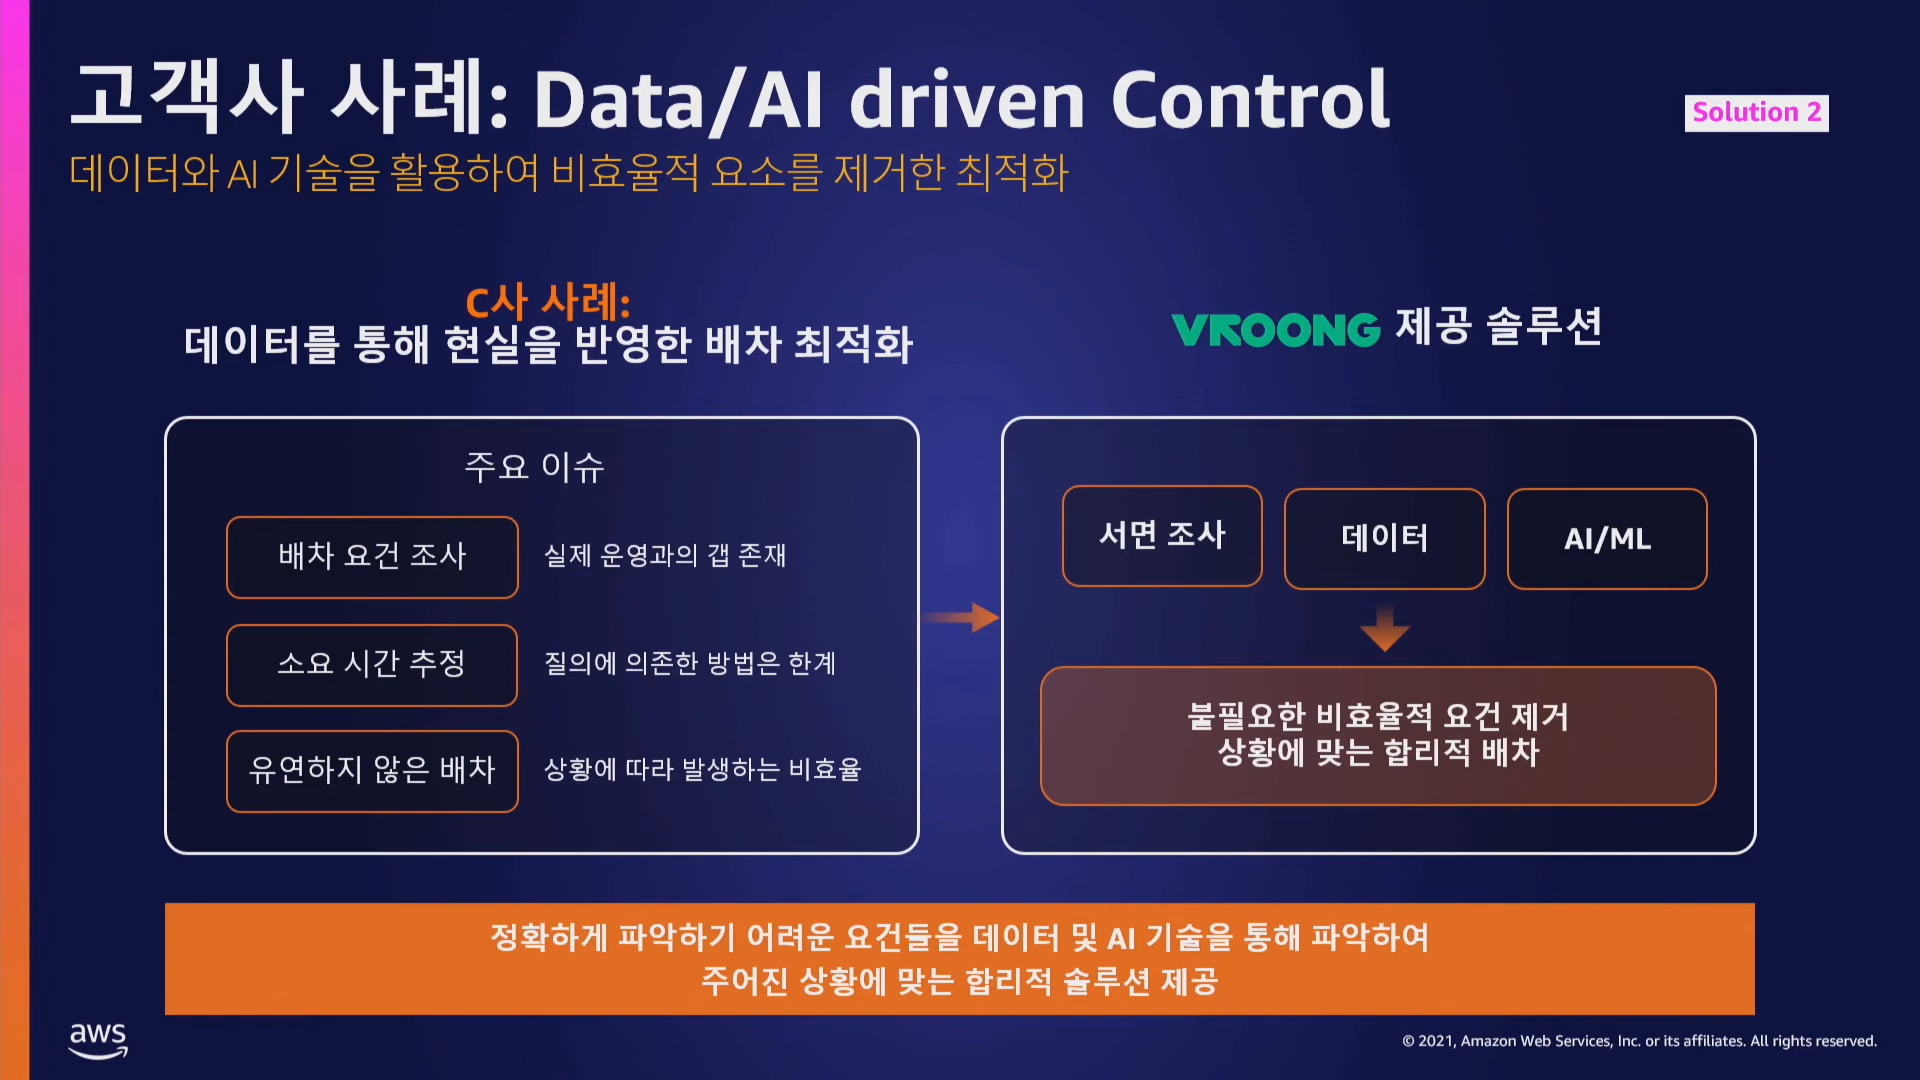 고객사 사례: Data/AI driven Control
Solution 2
데이터와 AI 기술을 활용하여 비효율적 요소를 제거한 최적화
C사 사례:
데이터를 통해 현실을 반영한 배차 최적화
주요 이슈
배차 요건 조사
실제 운영과의 갭 존재
소요 시간 추정
질의에 의존한 방법은 한계
유연하지 않은 배차
상황에 따라 발생하는 비효율
VROONG 제공 솔루션
서면 조사
데이터
AI/ML
불필요한 비효율적 요건 제거
상황에 맞는 합리적 배차
정확하게 파악하기 어려운 요건들을 데이터 및 AI 기술을 통해 파악하여
주어진 상황에 맞는 합리적 솔루션 제공
aws
© 2021, Amazon Web Services, Inc. or its affiliates. All rights reserved.